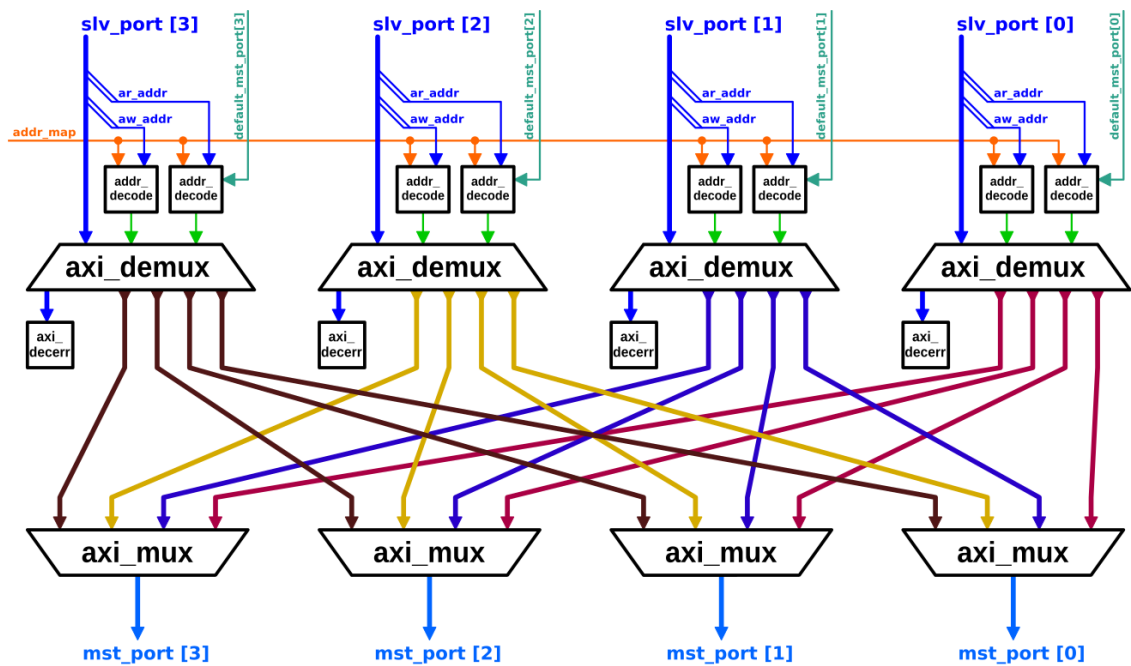 slv_port [3]
slv_port [2]
slv_port [1]
slv_port [0]
default_mst_port[3]
default_mst_port[2]
default_mst_port[1]
default_mst_port[0]
ar_addr
ar_addr
ar_addr
ar_addr
aw_addr
aw_addr
aw_addr
aw_addr
addr_map
addr_
decode
addr_
decode
addr_
decode
addr_
decode
addr_
decode
addr_
decode
addr_
decode
addr_
decode
axi_demux
axi_demux
axi_demux
axi_demux
axi_
decerr
axi_
decerr
axi_
decerr
axi_
decerr
axi_mux
axi_mux
axi_mux
axi_mux
mst_port [3]
mst_port [2]
mst_port [1]
mst_port [0]